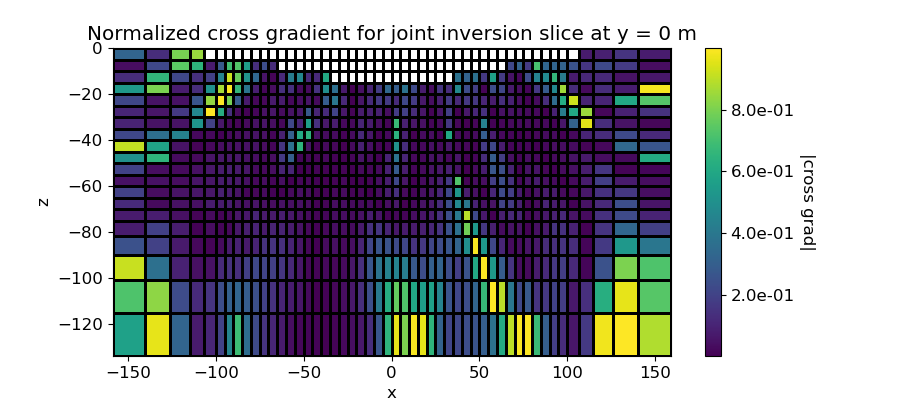 Normalized cross gradient for joint inversion slice at y = 0 m
0
−20
−40
−60
−80
−100
−120
z
−150
−100
−50
0
50
100
150
x
8.0e-01
6.0e-01
4.0e-01
2.0e-01
|cross grad|